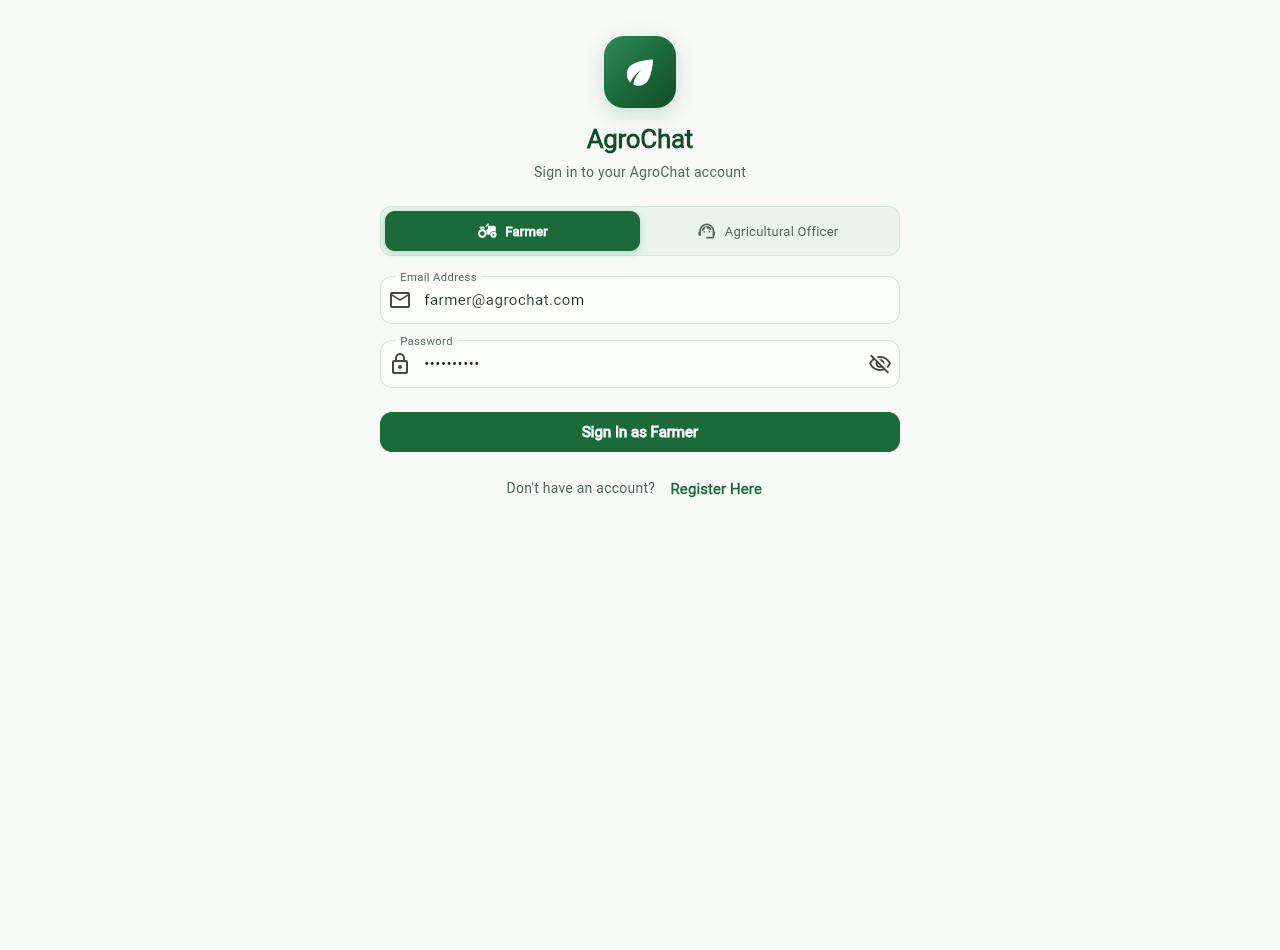 AgroChat
Sign in to your AgroChat account
Farmer
Agricultural Officer
Email Address
farmer@agrochat.com
Password
••••••••••
Sign In as Farmer
Don't have an account? Register Here